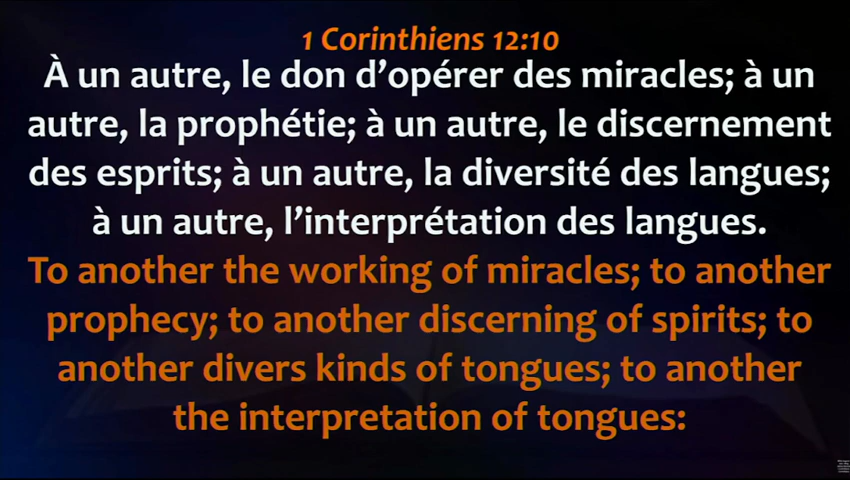 1 Corinthiens 12:10
À un autre, le don d’opérer des miracles; à un
autre, la prophétie; à un autre, le discernement
des esprits; à un autre, la diversité des langues;
à un autre, l’interprétation des langues.
To another the working of miracles; to another
prophecy; to another discerning of spirits; to
another divers kinds of tongues; to another
the interpretation of tongues: